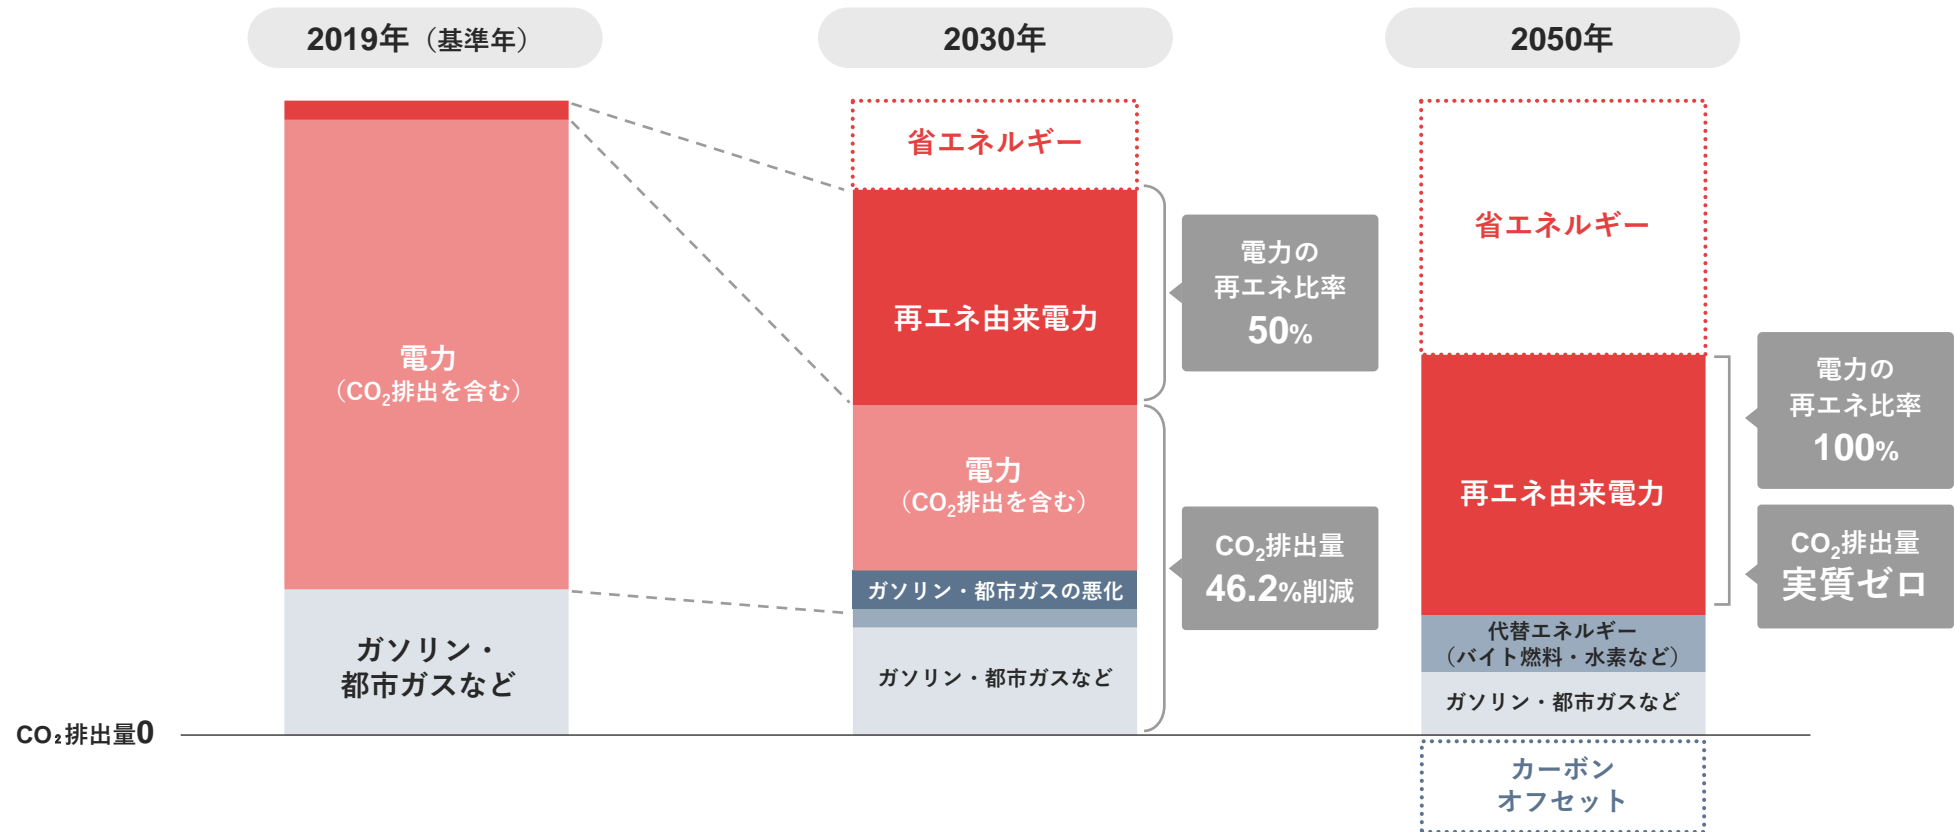 2019年（基準年）
電力
（CO₂排出を含む）
ガソリン・
都市ガスなど
2030年
省エネルギー
再エネ由来電力
電力の
再エネ比率
50%
電力
（CO₂排出を含む）
ガソリン・都市ガスの悪化
ガソリン・都市ガスなど
CO₂排出量
46.2%削減
2050年
省エネルギー
再エネ由来電力
電力の
再エネ比率
100%
CO₂排出量
実質ゼロ
代替エネルギー
（バイト燃料・水素など）
ガソリン・都市ガスなど
CO₂排出量0
カーボン
オフセット